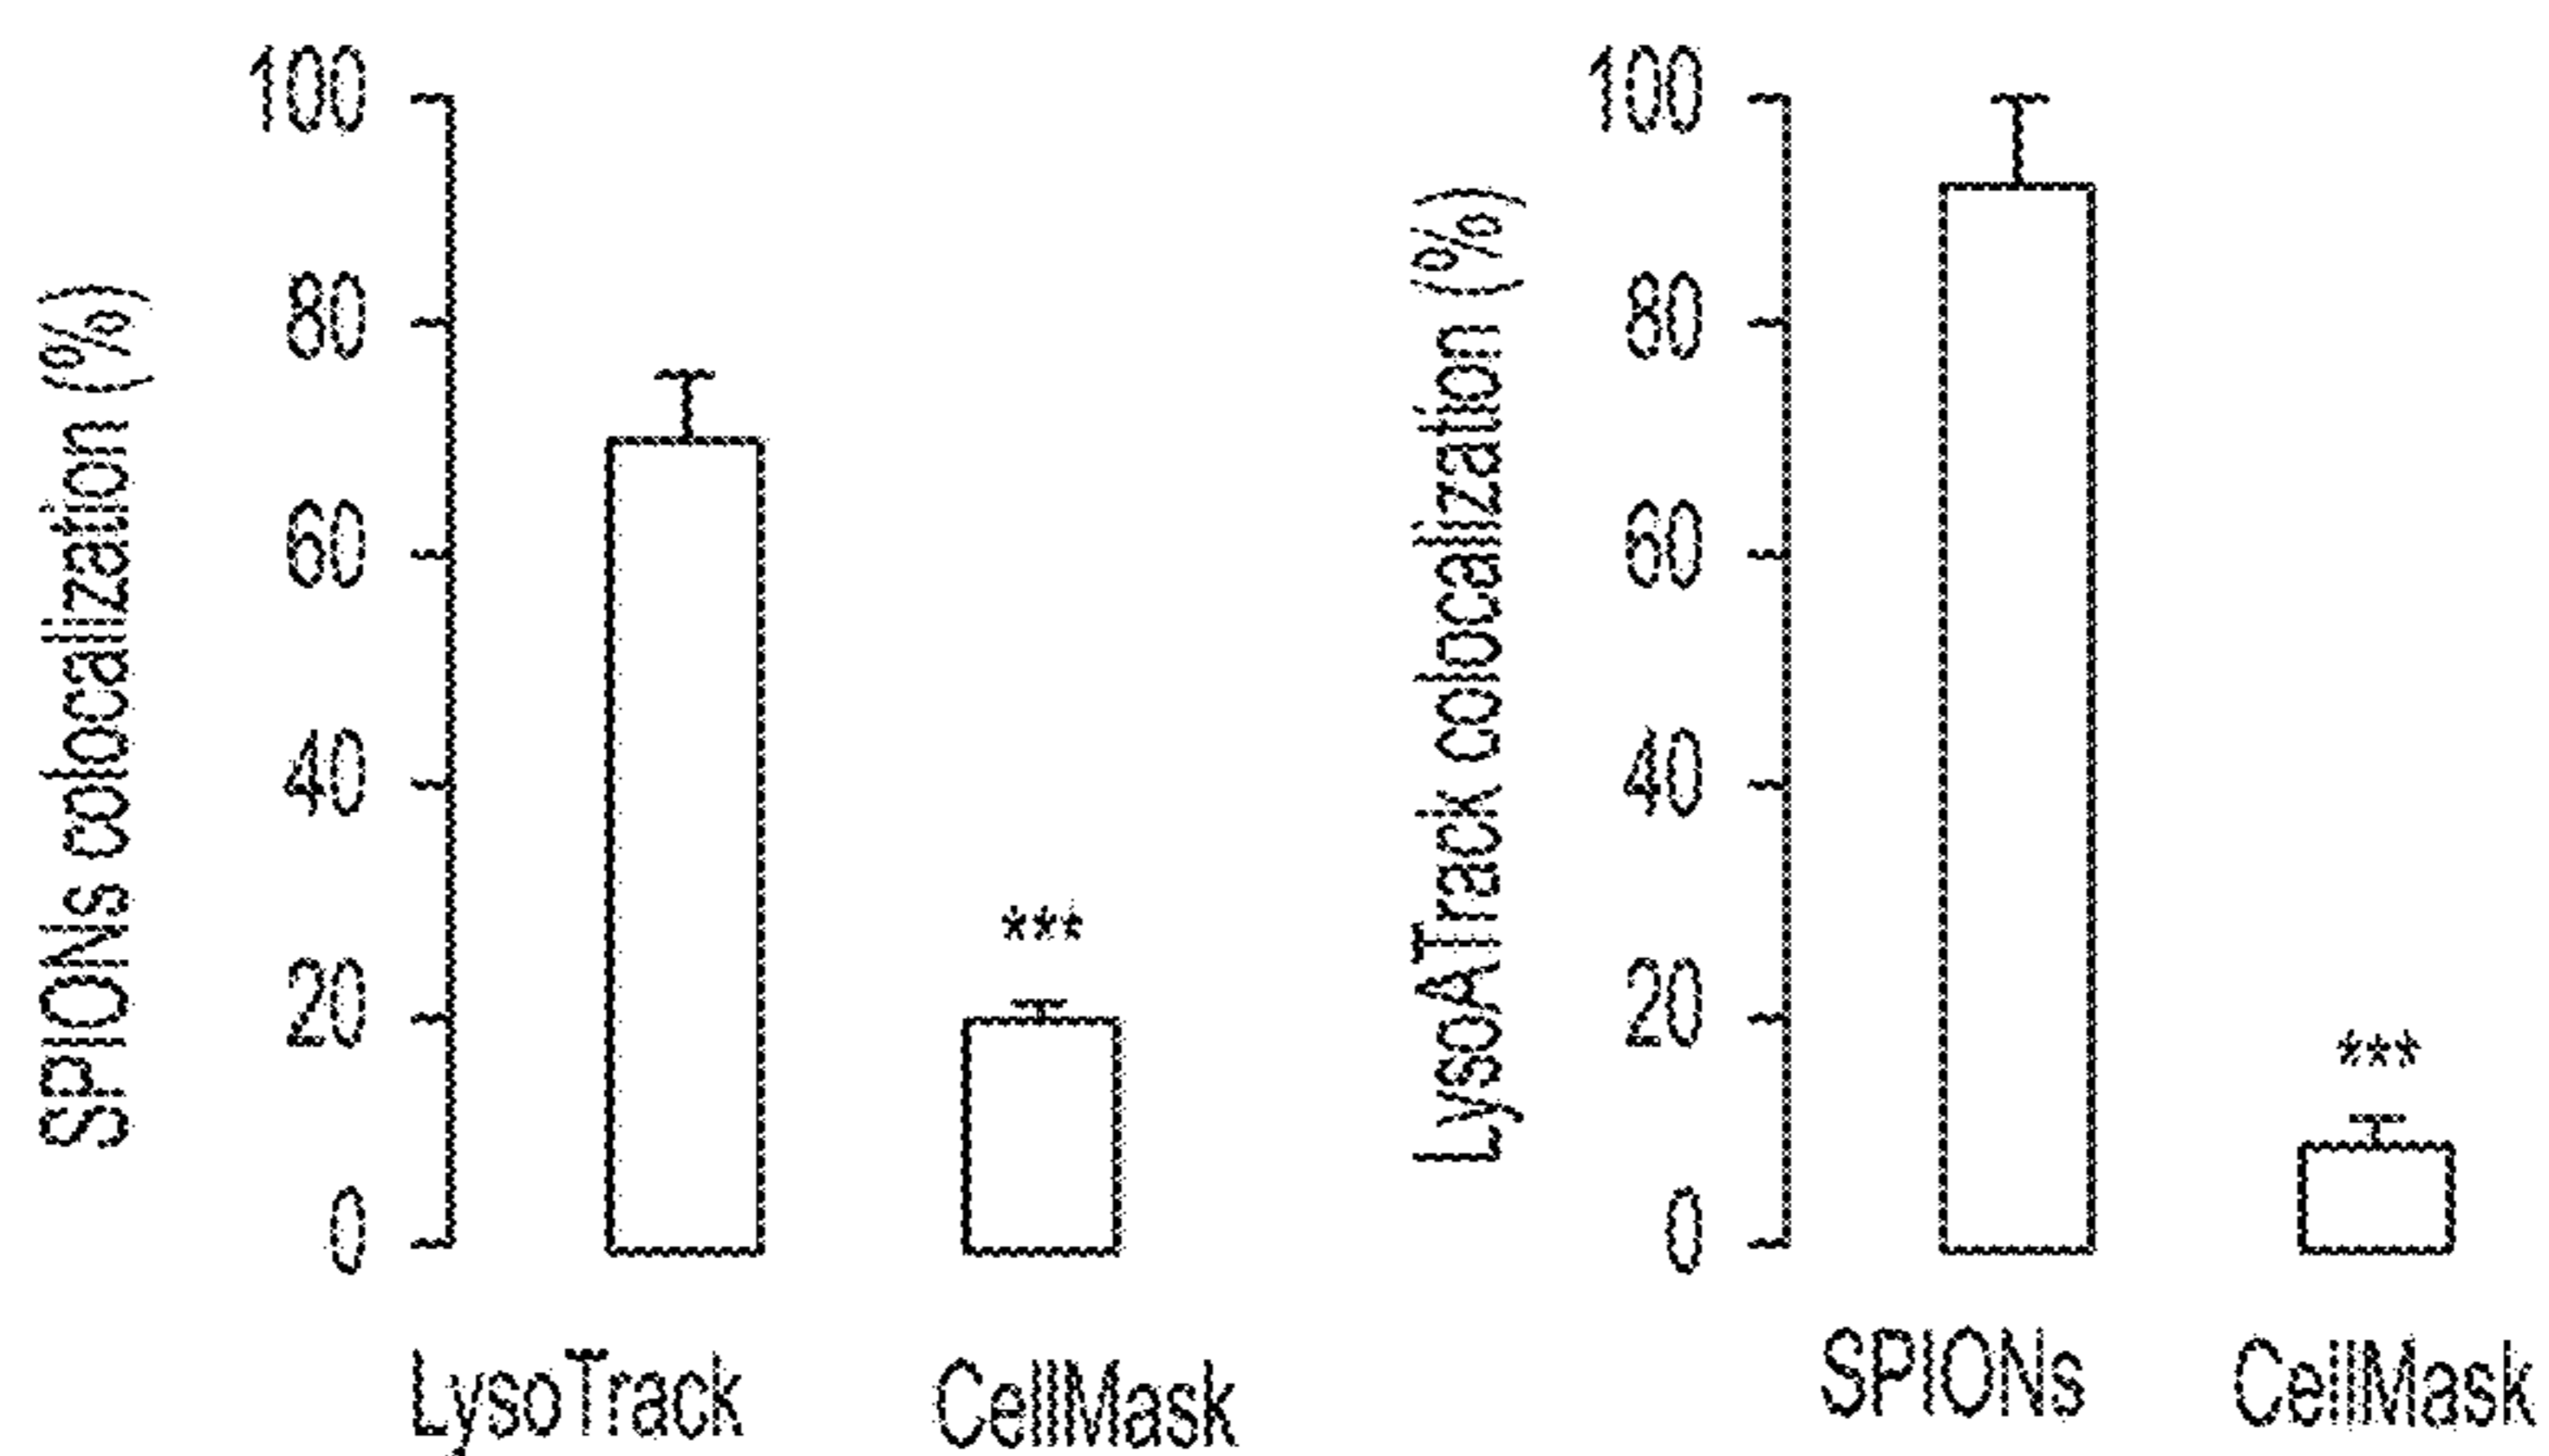 SPIONs colocalization (%)
100
80
60
40
20
0
***
LysoTrack
CellMask
LysoATrack colocalization (%)
100
80
60
40
20
0
***
SPIONs
CellMask